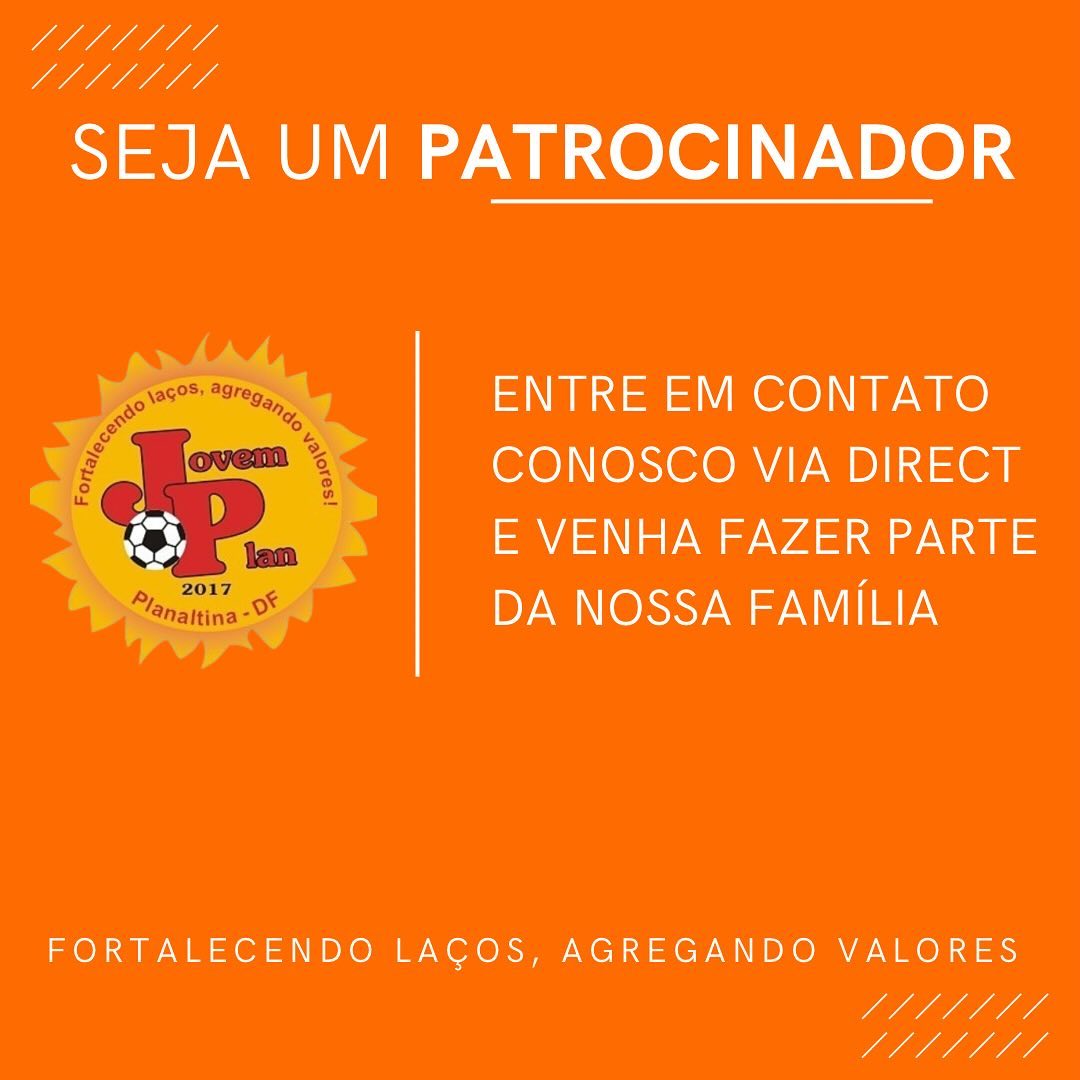 SEJA UM PATROCINADOR
Fortalecendo laços, agregando valores!
Jovem
Plan
2017
Planaltina - DF
ENTRE EM CONTATO
CONOSCO VIA DIRECT
E VENHA FAZER PARTE
DA NOSSA FAMÍLIA
FORTALECENDO LAÇOS, AGREGANDO VALORES